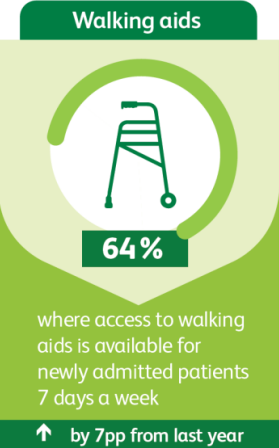 Walking aids
64%
where access to walking
aids is available for
newly admitted patients
7 days a week
↑ by 7pp from last year